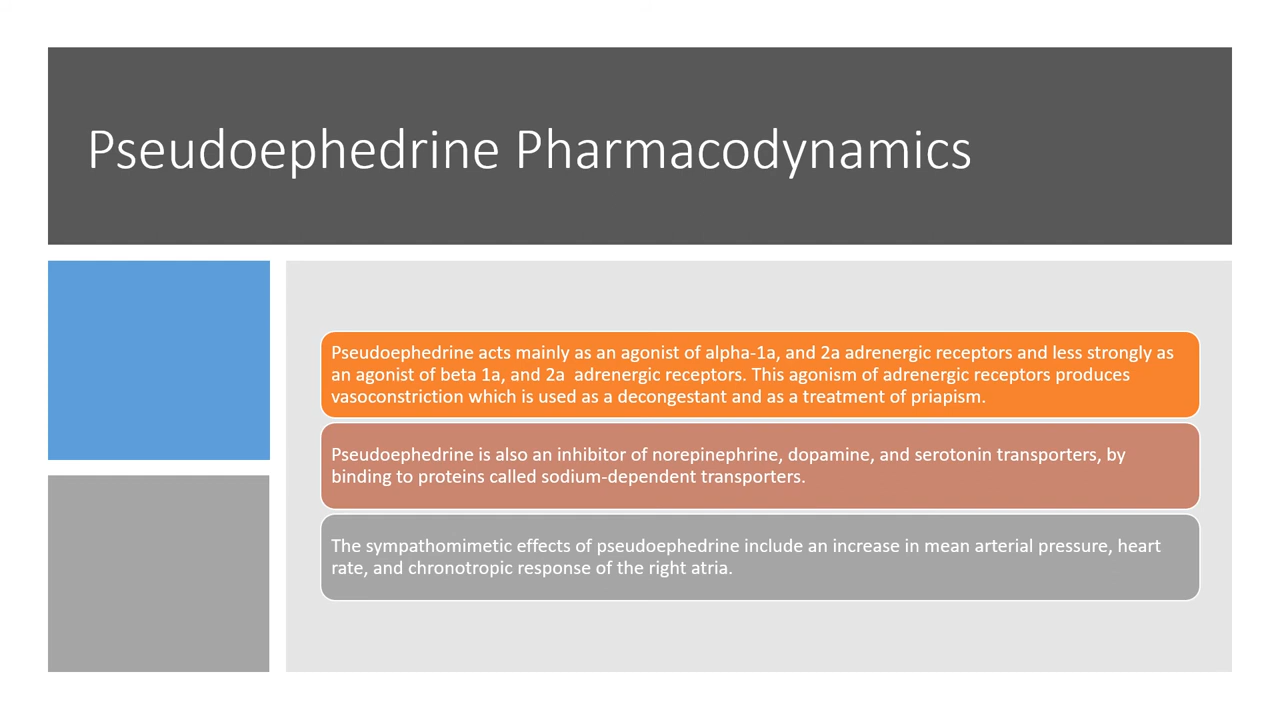 Pseudoephedrine Pharmacodynamics
Pseudoephedrine acts mainly as an agonist of alpha-1a, and 2a adrenergic receptors and less strongly as
an agonist of beta 1a, and 2a  adrenergic receptors. This agonism of adrenergic receptors produces
vasoconstriction which is used as a decongestant and as a treatment of priapism.
Pseudoephedrine is also an inhibitor of norepinephrine, dopamine, and serotonin transporters, by
binding to proteins called sodium-dependent transporters.
The sympathomimetic effects of pseudoephedrine include an increase in mean arterial pressure, heart
rate, and chronotropic response of the right atria.